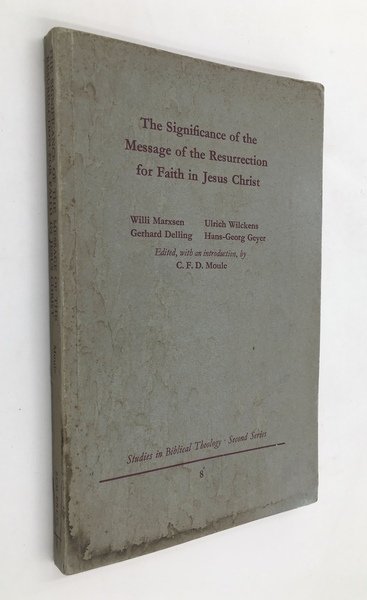 The Significance of the
Message of the Resurrection
for Faith in Jesus Christ
Willi Marxsen Ulrich Wilckens
Gerhard Delling Hans-Georg Geyer
Edited, with an introduction, by
C. F. D. Moule
Studies in Biblical Theology · Second Series
8
Moule